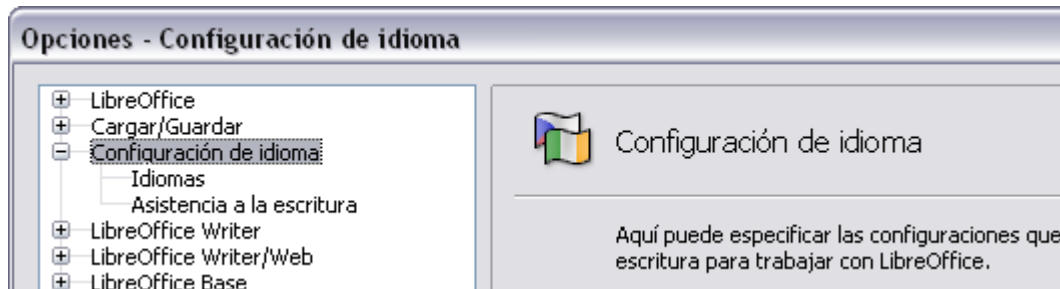 Opciones - Configuración de idioma
LibreOffice
Cargar/Guardar
Configuración de idioma
Idiomas
Asistencia a la escritura
LibreOffice Writer
LibreOffice Writer/Web
LibreOffice Base
Configuración de idioma
Aquí puede especificar las configuraciones que
escritura para trabajar con LibreOffice.